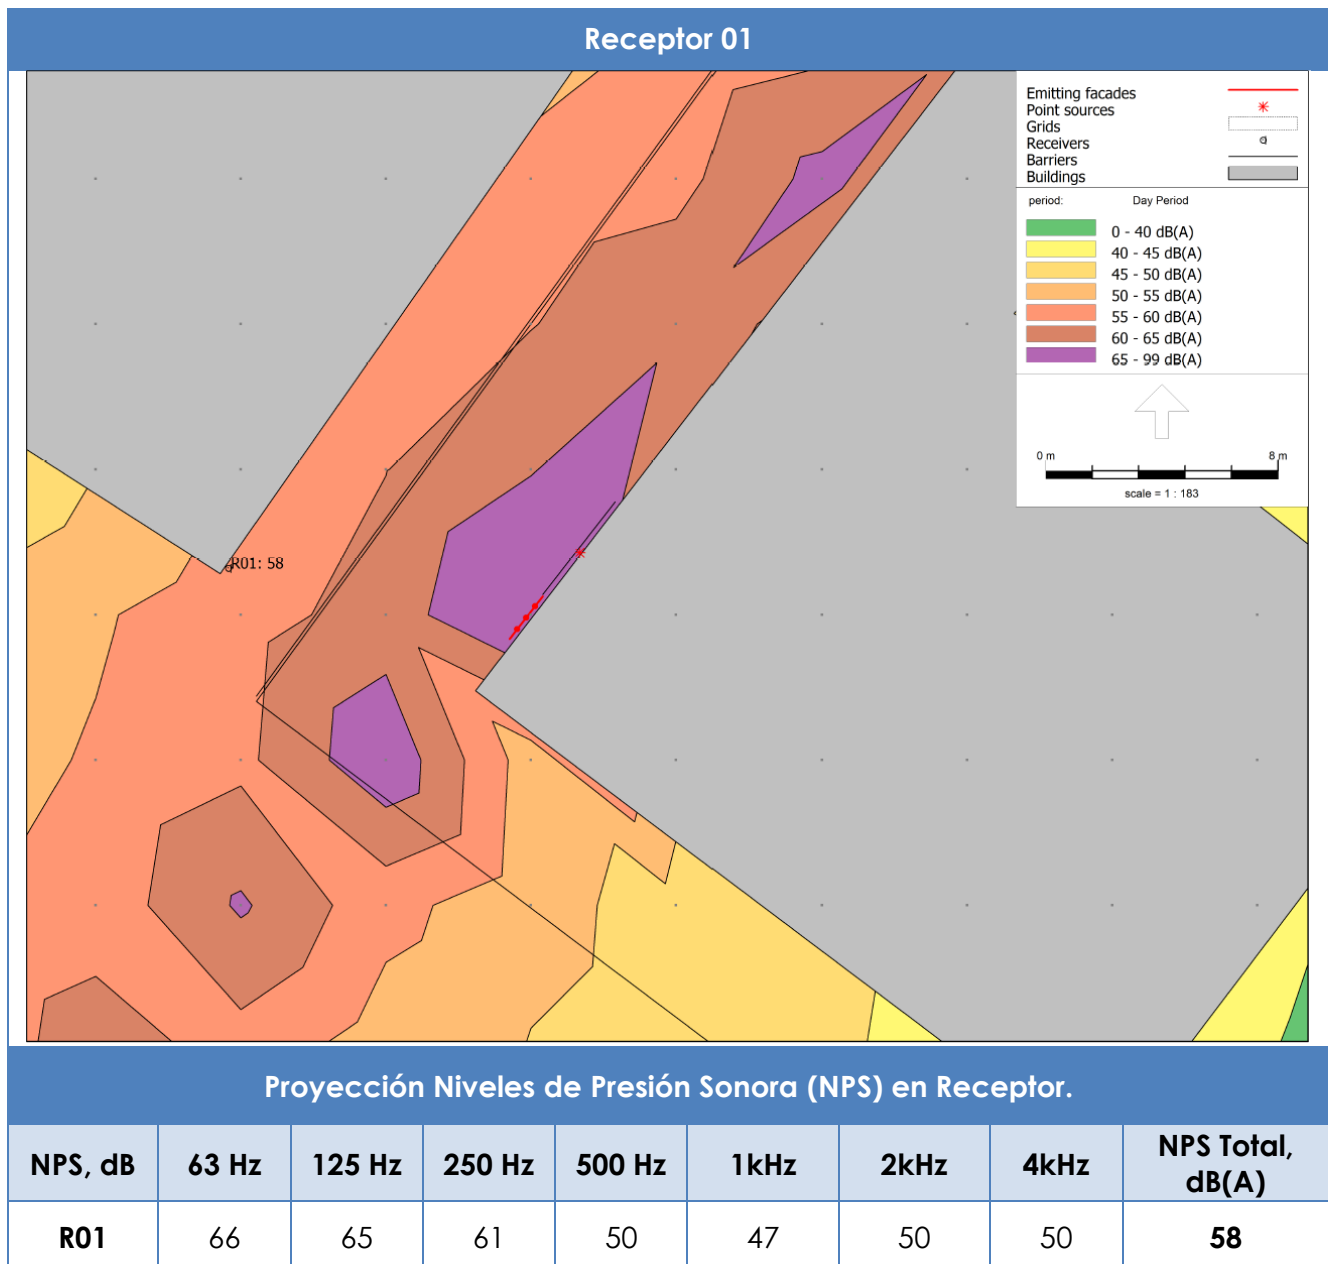 Receptor 01
Emitting facades
Point sources
Grids
Receivers
Barriers
Buildings
period: Day Period
0 - 40 dB(A)
40 - 45 dB(A)
45 - 50 dB(A)
50 - 55 dB(A)
55 - 60 dB(A)
60 - 65 dB(A)
65 - 99 dB(A)
0 m 8 m
scale = 1 : 183
R01: 58
Proyección Niveles de Presión Sonora (NPS) en Receptor.
NPS, dB 63 Hz 125 Hz 250 Hz 500 Hz 1kHz 2kHz 4kHz NPS Total, dB(A)
R01 66 65 61 50 47 50 50 58